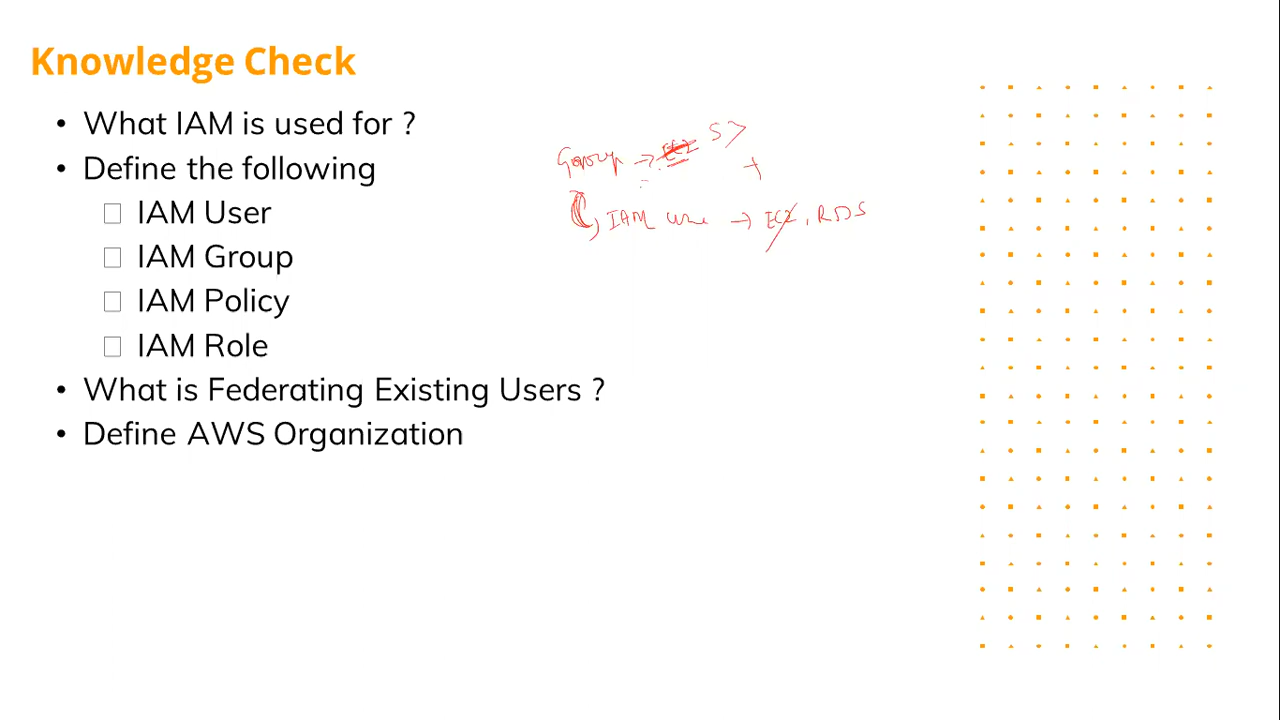 Knowledge Check
• What IAM is used for ?
• Define the following
IAM User
IAM Group
IAM Policy
IAM Role
• What is Federating Existing Users ?
• Define AWS Organization
Group → EC2 S3
+
IAM user → EC2, RDS